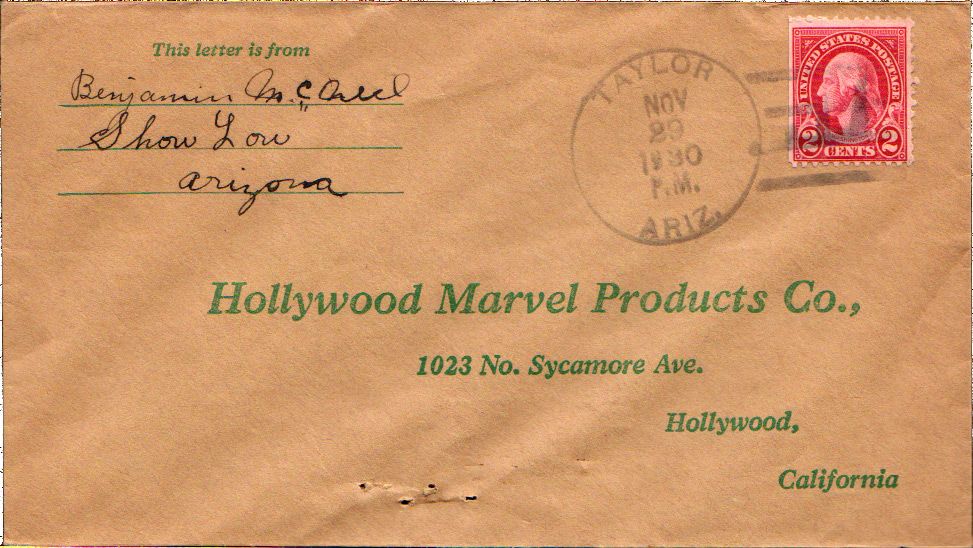 This letter is from
Benjamin
Show Low
arizona
TAYLOR
NOV
29
1930
P.M.
ARIZ.
UNITED STATES POSTAGE
2 CENTS 2
Hollywood Marvel Products Co.,
1023 No. Sycamore Ave.
Hollywood,
California